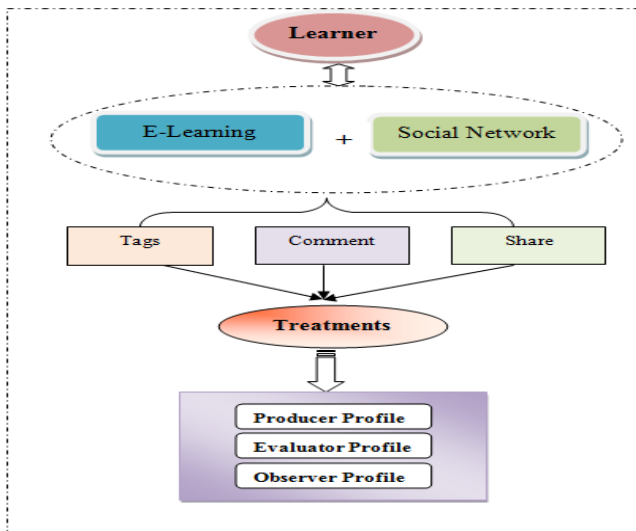 Learner
E-Learning + Social Network
Tags Comment Share
Treatments
Producer Profile
Evaluator Profile
Observer Profile